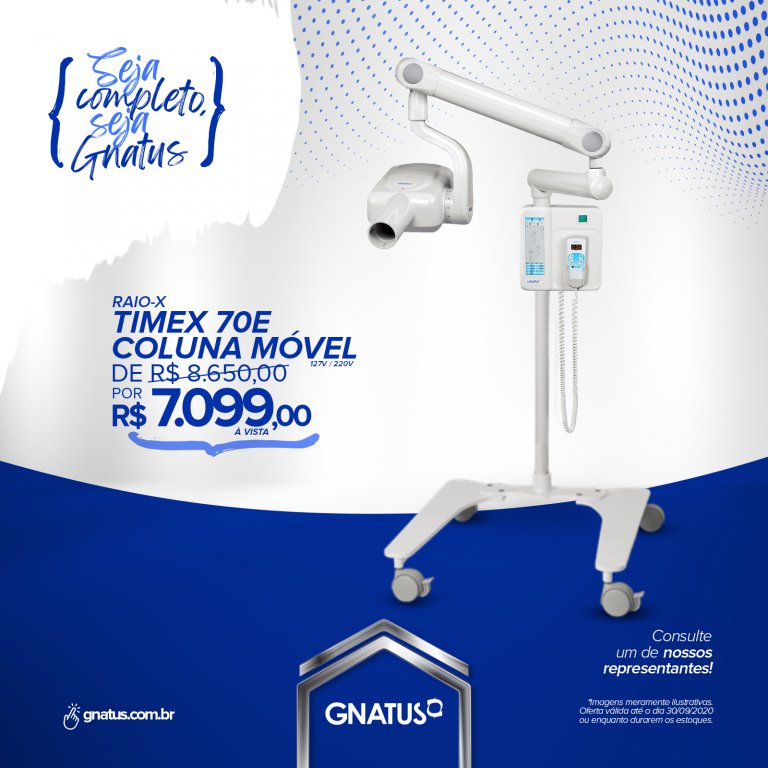 Seja
completo,
seja
Gnatus
RAIO-X
TIMEX 70E
COLUNA MÓVEL
127V / 220V
DE R$ 8.650,00
POR
R$ 7.099,00
À VISTA
GNATUS
Consulte
um de nossos
representantes!
gnatus.com.br
GNATUS
*Imagens meramente ilustrativas.
Oferta válida até o dia 30/09/2020
ou enquanto durarem os estoques.